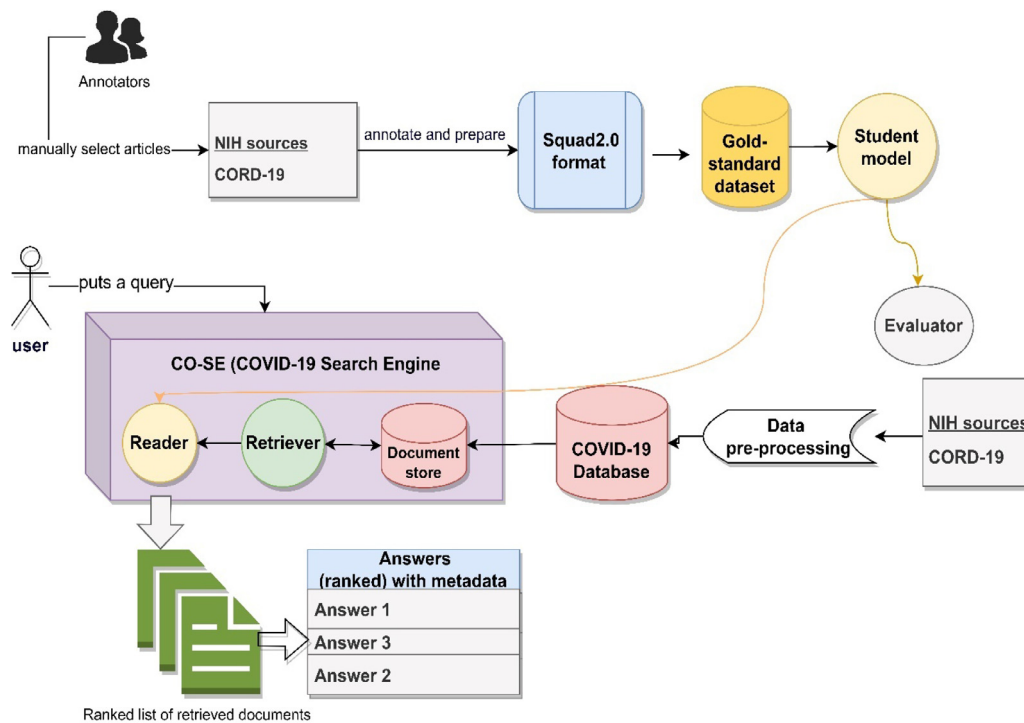 Annotators
manually select articles
NIH sources
CORD-19
annotate and prepare
Squad2.0
format
Gold-
standard
dataset
Student
model
Evaluator
puts a query
user
CO-SE (COVID-19 Search Engine
Reader
Retriever
Document
store
COVID-19
Database
Data
pre-processing
NIH sources
CORD-19
Answers
(ranked) with metadata
Answer 1
Answer 3
Answer 2
Ranked list of retrieved documents